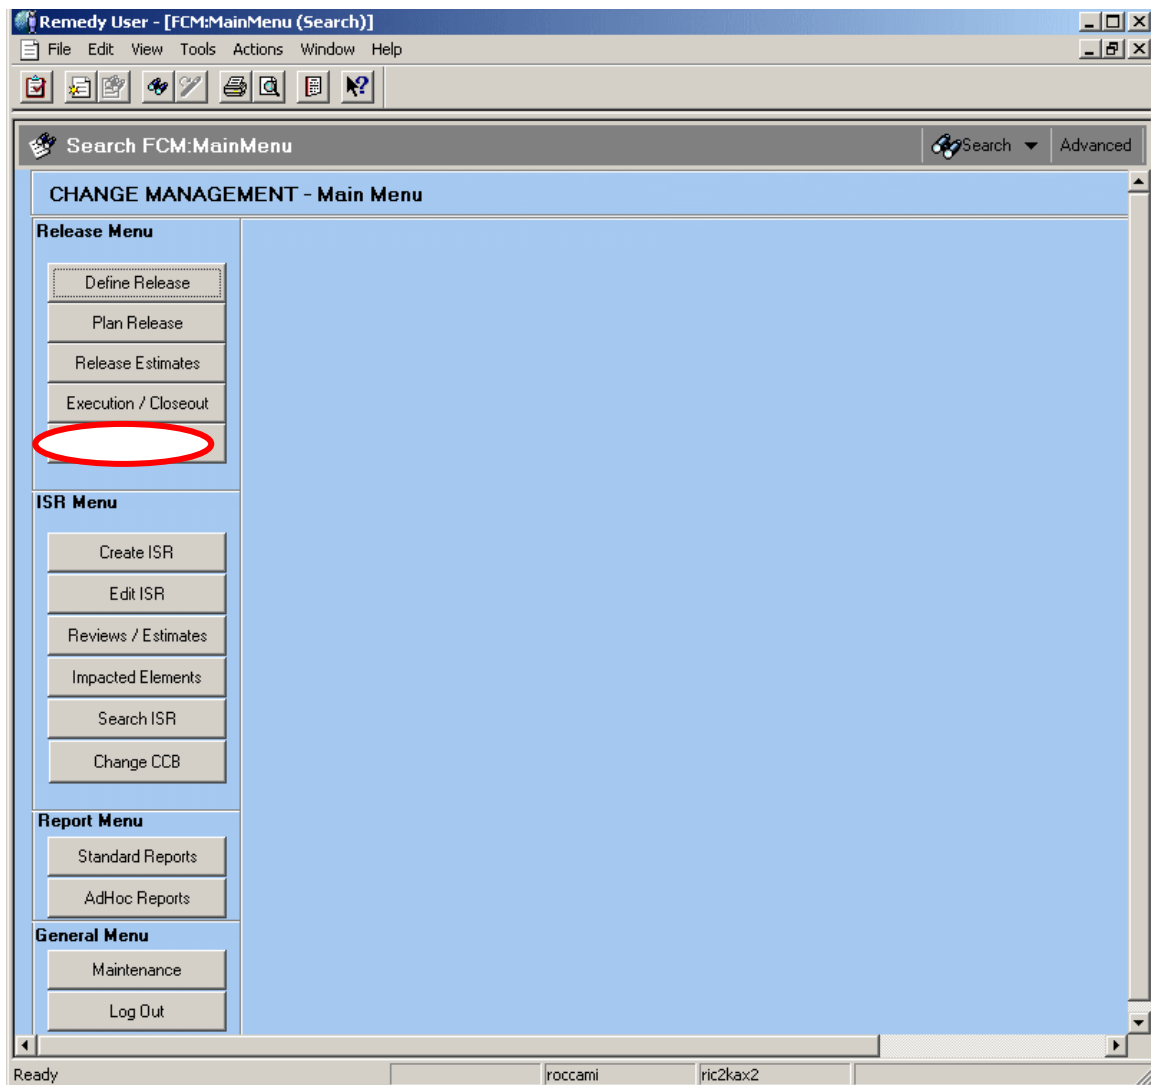 Remedy User - [FCM:MainMenu (Search)]
File Edit View Tools Actions Window Help
Search FCM:MainMenu
Search Advanced
CHANGE MANAGEMENT - Main Menu
Release Menu
Define Release
Plan Release
Release Estimates
Execution / Closeout
ISR Menu
Create ISR
Edit ISR
Reviews / Estimates
Impacted Elements
Search ISR
Change CCB
Report Menu
Standard Reports
AdHoc Reports
General Menu
Maintenance
Log Out
Ready roccami ric2kax2